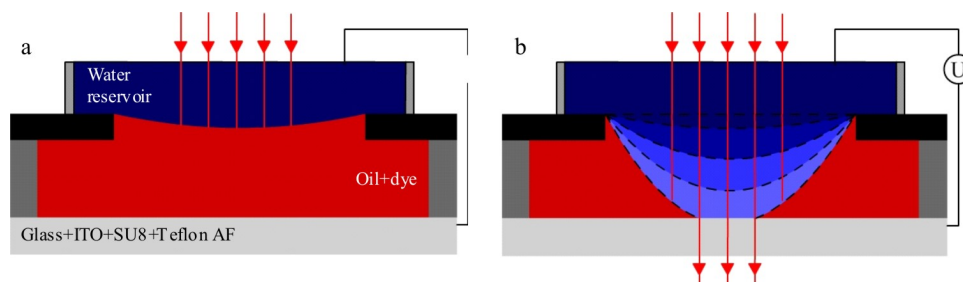 a
Water
reservoir
Oil+dye
Glass+ITO+SU8+Teflon AF
b
U